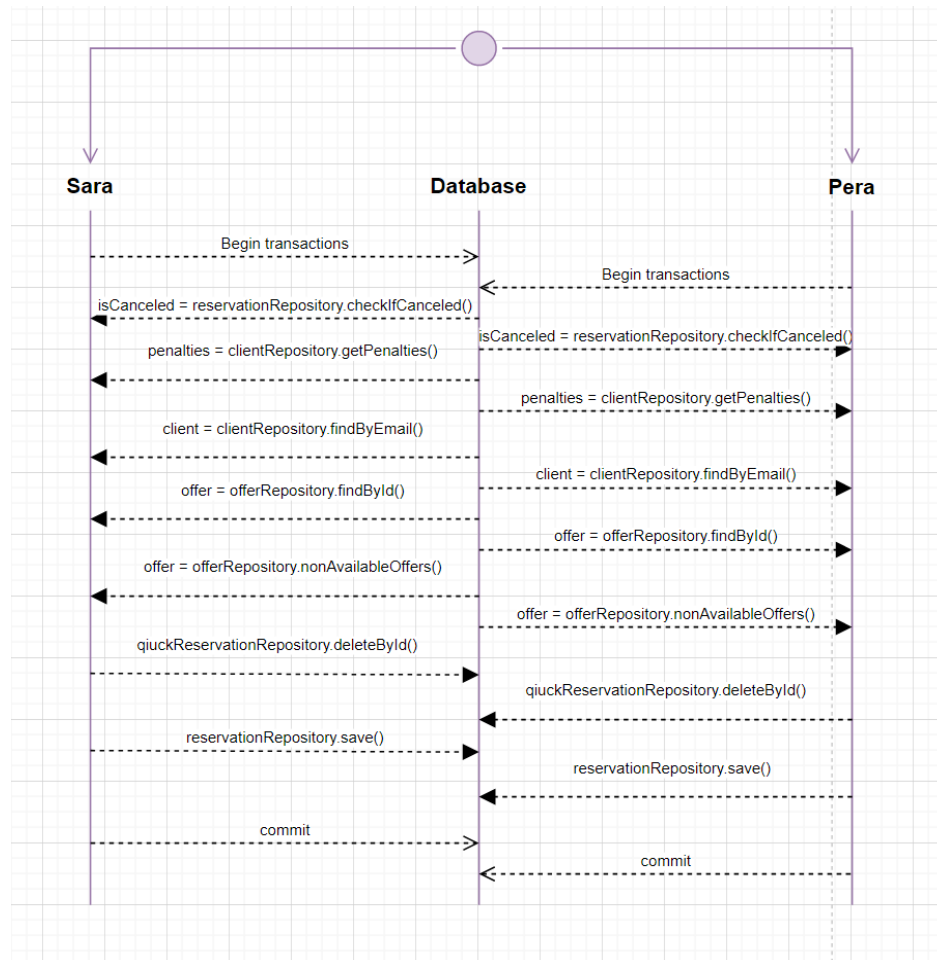 Sara
Database
Pera
Begin transactions
Begin transactions
isCanceled = reservationRepository.checkIfCanceled()
isCanceled = reservationRepository.checkIfCanceled()
penalties = clientRepository.getPenalties()
penalties = clientRepository.getPenalties()
client = clientRepository.findByEmail()
client = clientRepository.findByEmail()
offer = offerRepository.findById()
offer = offerRepository.findById()
offer = offerRepository.nonAvailableOffers()
offer = offerRepository.nonAvailableOffers()
qiuckReservationRepository.deleteById()
qiuckReservationRepository.deleteById()
reservationRepository.save()
reservationRepository.save()
commit
commit